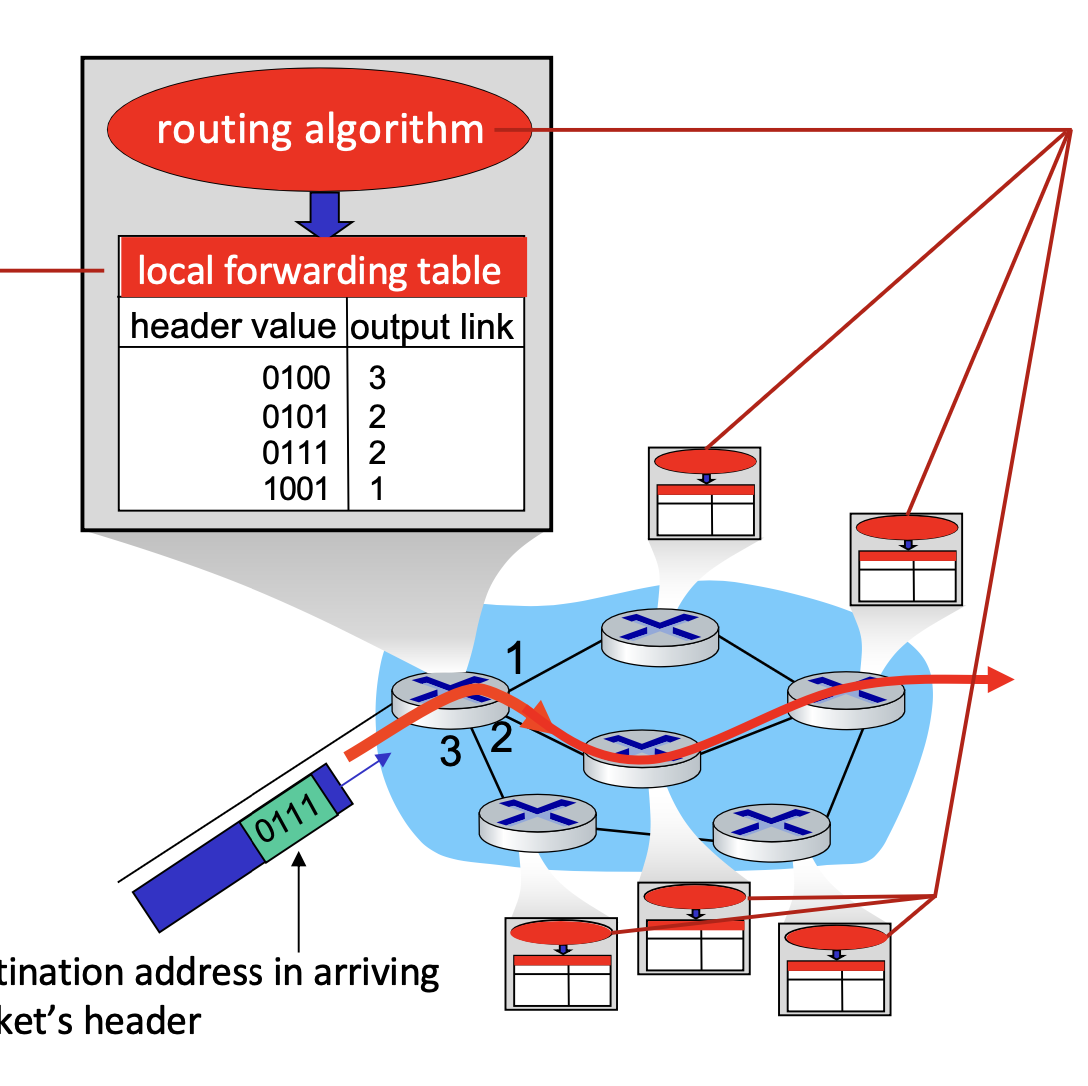 routing algorithm
local forwarding table
header value output link
0100 3
0101 2
0111 2
1001 1
1
2
3
0111
tination address in arriving
ket’s header